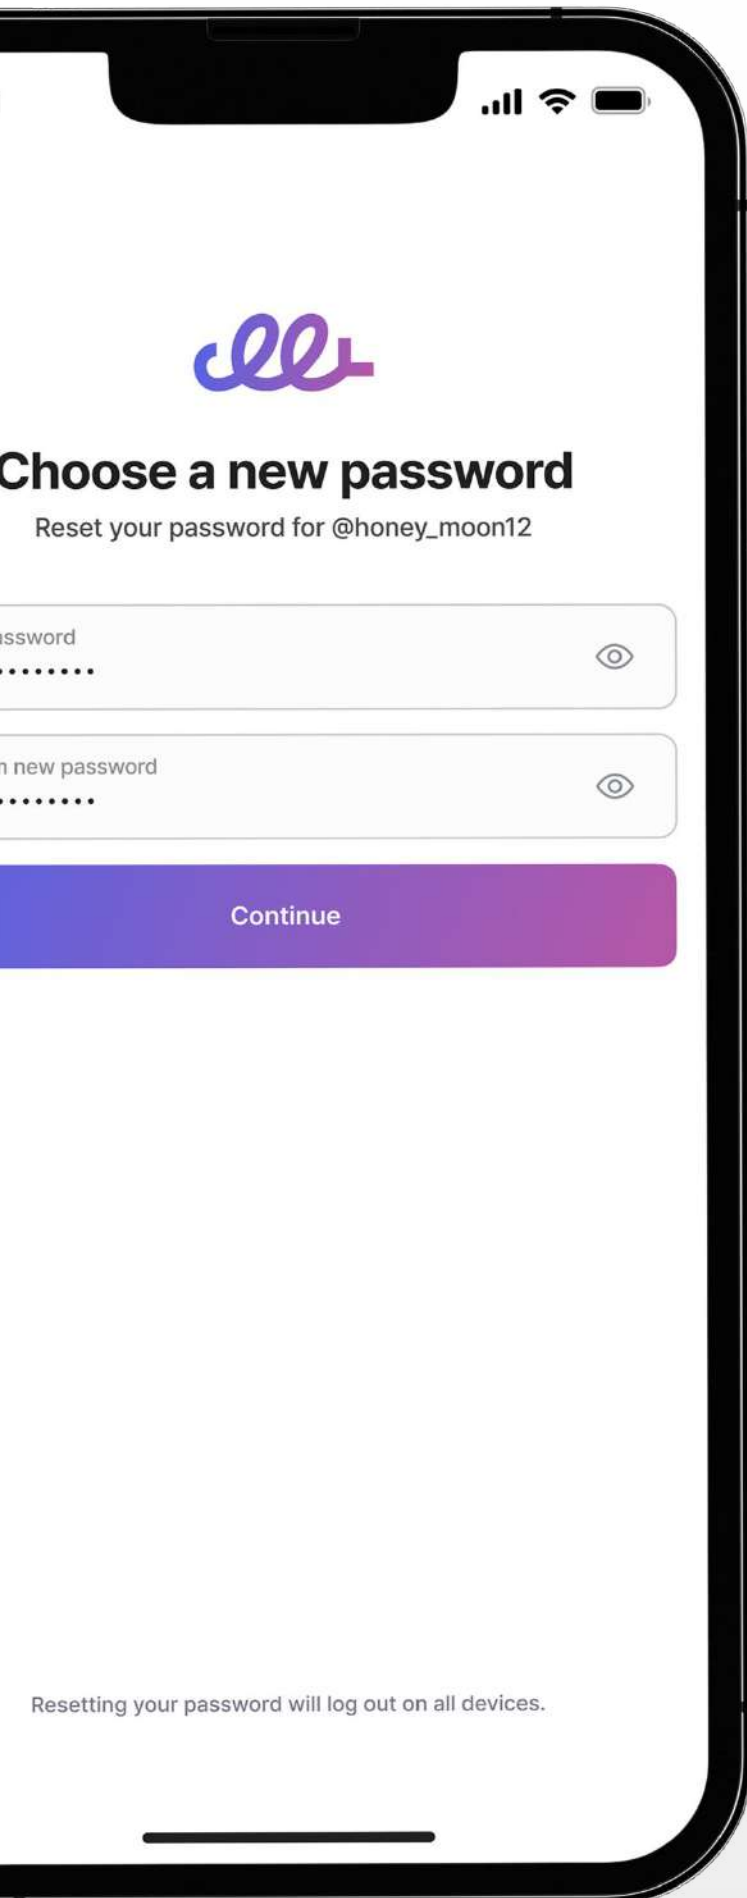 Choose a new password
Reset your password for @honey_moon12
assword
••••••••
new password
••••••••
Continue
Resetting your password will log out on all devices.